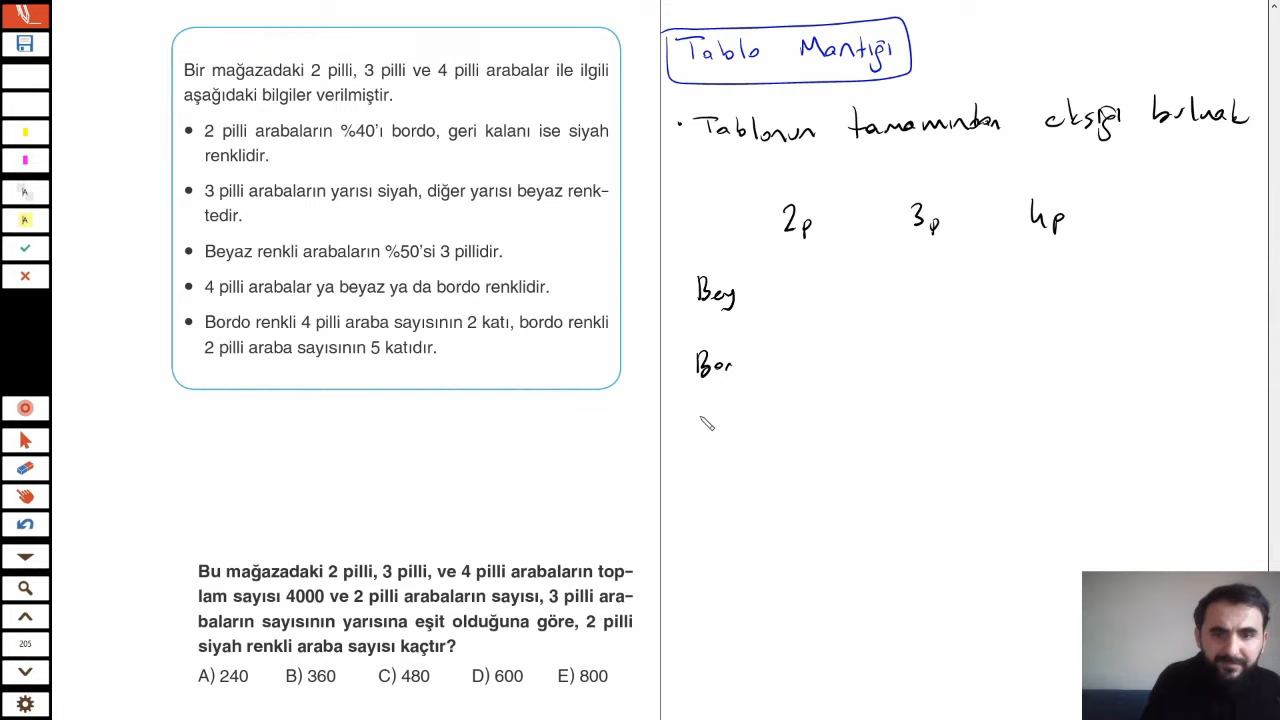 Bir mağazadaki 2 pilli, 3 pilli ve 4 pilli arabalar ile ilgili
aşağıdaki bilgiler verilmiştir.
• 2 pilli arabaların %40'ı bordo, geri kalanı ise siyah
renklidir.
• 3 pilli arabaların yarısı siyah, diğer yarısı beyaz renk-
tedir.
• Beyaz renkli arabaların %50'si 3 pillidir.
• 4 pilli arabalar ya beyaz ya da bordo renklidir.
• Bordo renkli 4 pilli araba sayısının 2 katı, bordo renkli
2 pilli araba sayısının 5 katıdır.
Bu mağazadaki 2 pilli, 3 pilli, ve 4 pilli arabaların top-
lam sayısı 4000 ve 2 pilli arabaların sayısı, 3 pilli ara-
baların sayısının yarısına eşit olduğuna göre, 2 pilli
siyah renkli araba sayısı kaçtır?
A) 240 B) 360 C) 480 D) 600 E) 800
Tablo Mantığı
• Tablonun tamamından eksiği bulmak
2p 3p 4p
Bey
Bor
A
A
205